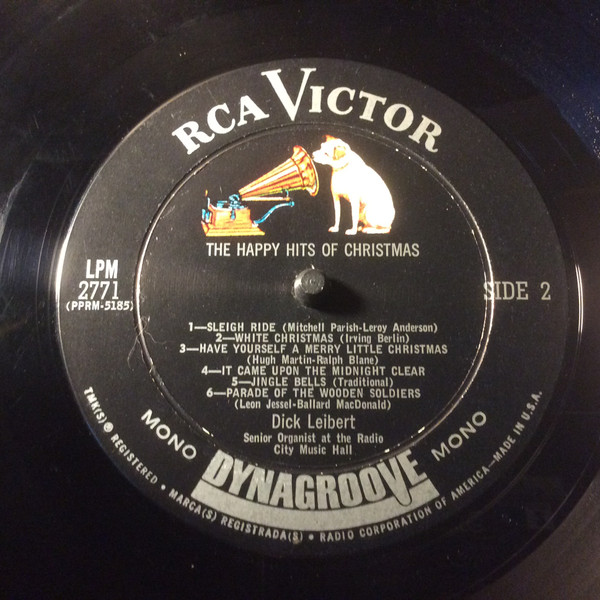 RCA VICTOR
THE HAPPY HITS OF CHRISTMAS
LPM
2771
(PPRM-5185)
SIDE 2
1—SLEIGH RIDE (Mitchell Parish-Leroy Anderson)
2—WHITE CHRISTMAS (Irving Berlin)
3—HAVE YOURSELF A MERRY LITTLE CHRISTMAS
(Hugh Martin-Ralph Blane)
4—IT CAME UPON THE MIDNIGHT CLEAR
5—JINGLE BELLS (Traditional)
6—PARADE OF THE WOODEN SOLDIERS
(Leon Jessel-Ballard MacDonald)
Dick Leibert
Senior Organist at the Radio
City Music Hall
MONO
DYNAGROOVE
MONO
TMK(S) ® REGISTERED • MARCA(S) REGISTRADA(S) • RADIO CORPORATION OF AMERICA—MADE IN U.S.A.